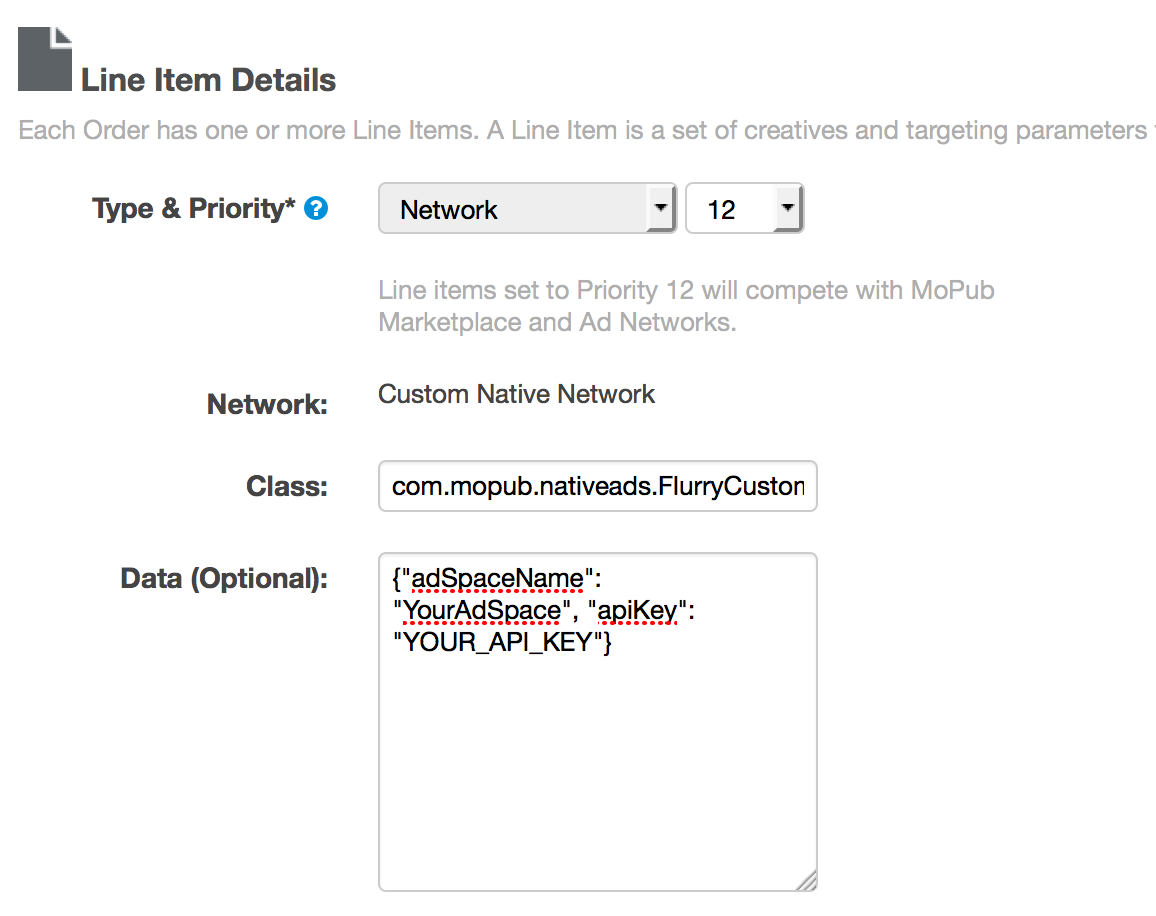 Line Item Details
Each Order has one or more Line Items. A Line Item is a set of creatives and targeting parameters
Type & Priority* ? Network 12
Line items set to Priority 12 will compete with MoPub
Marketplace and Ad Networks.
Network: Custom Native Network
Class: com.mopub.nativeads.FlurryCustom
Data (Optional): {"adSpaceName":
"YourAdSpace", "apiKey":
"YOUR_API_KEY"}